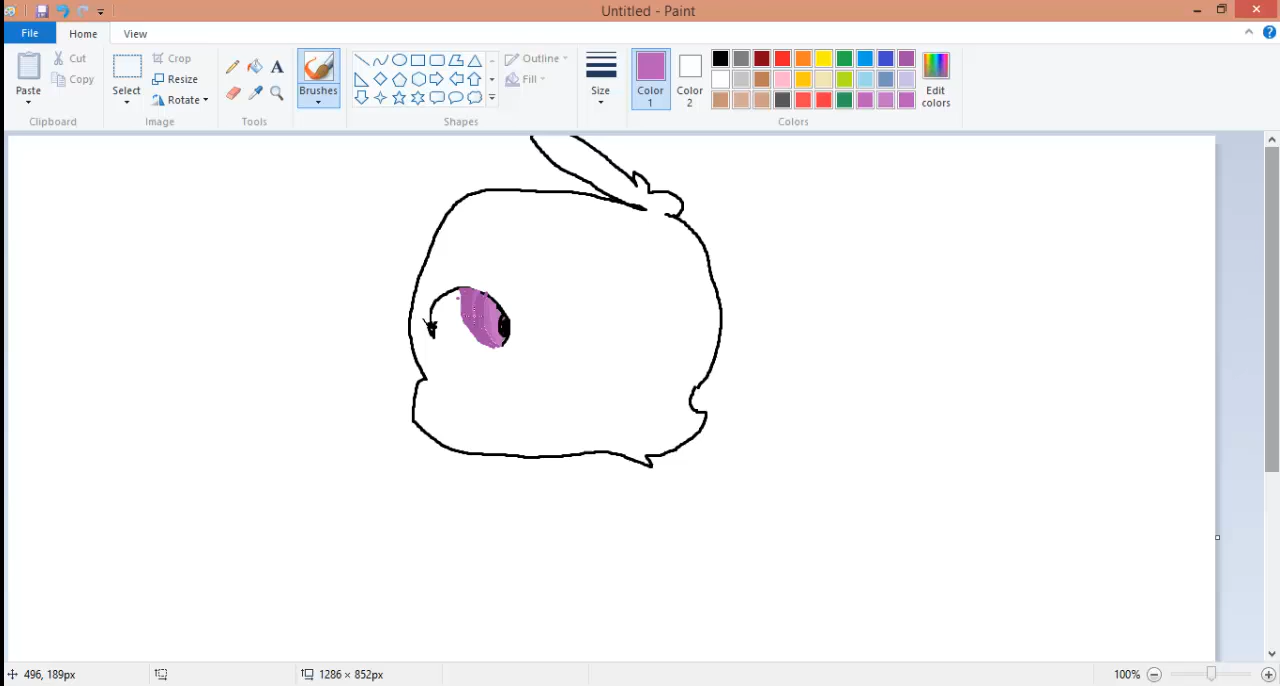 Untitled - Paint
File Home View
Paste
Clipboard
Cut
Copy
Select
Crop
Resize
Rotate
Image
Tools
Brushes
Outline
Fill
Shapes
Size
Color 1
Color 2
Edit colors
Colors
496, 189px
1286 × 852px
100%